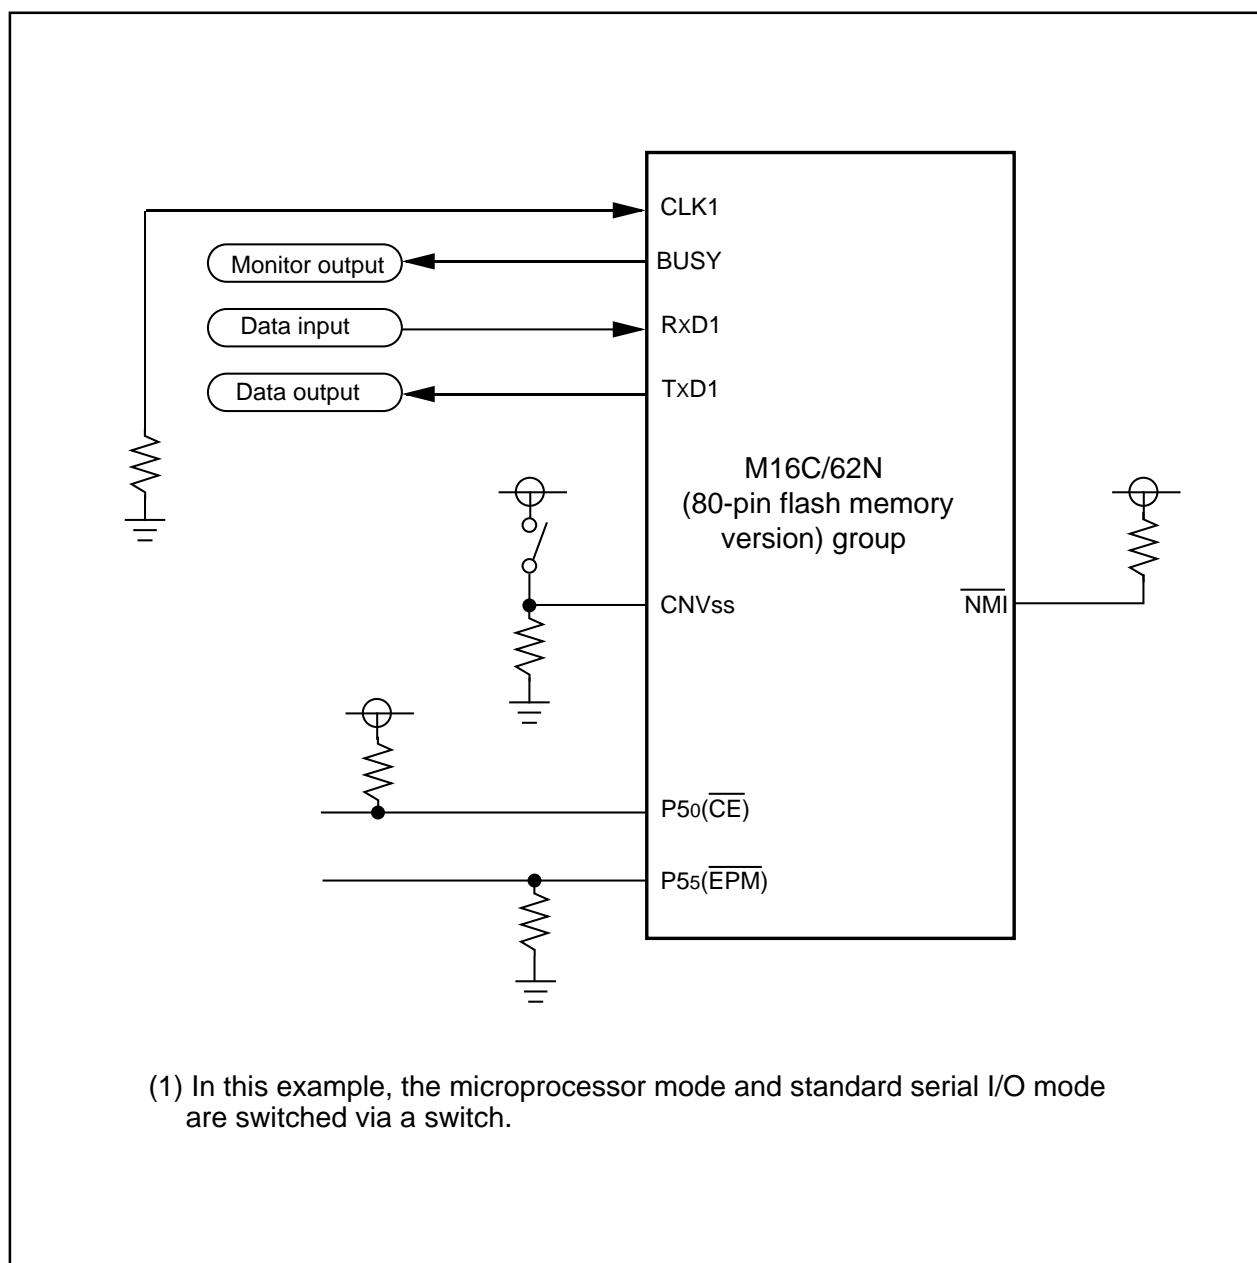 CLK1
Monitor output
BUSY
Data input
RxD1
Data output
TxD1
M16C/62N
(80-pin flash memory
version) group
CNVss
NMI
P50(CE)
P55(EPM)
(1) In this example, the microprocessor mode and standard serial I/O mode
are switched via a switch.